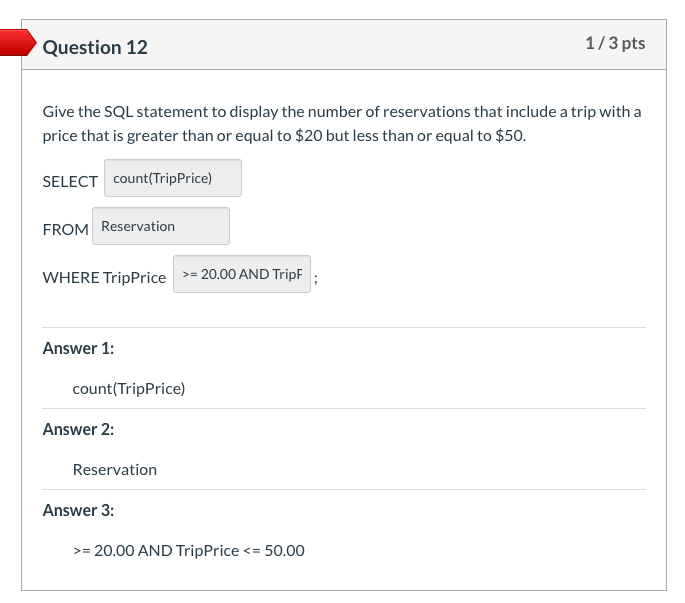 Question 12
1 / 3 pts
Give the SQL statement to display the number of reservations that include a trip with a
price that is greater than or equal to $20 but less than or equal to $50.
SELECT count(TripPrice)
FROM Reservation
WHERE TripPrice >= 20.00 AND TripP ;
Answer 1:
count(TripPrice)
Answer 2:
Reservation
Answer 3:
>= 20.00 AND TripPrice <= 50.00